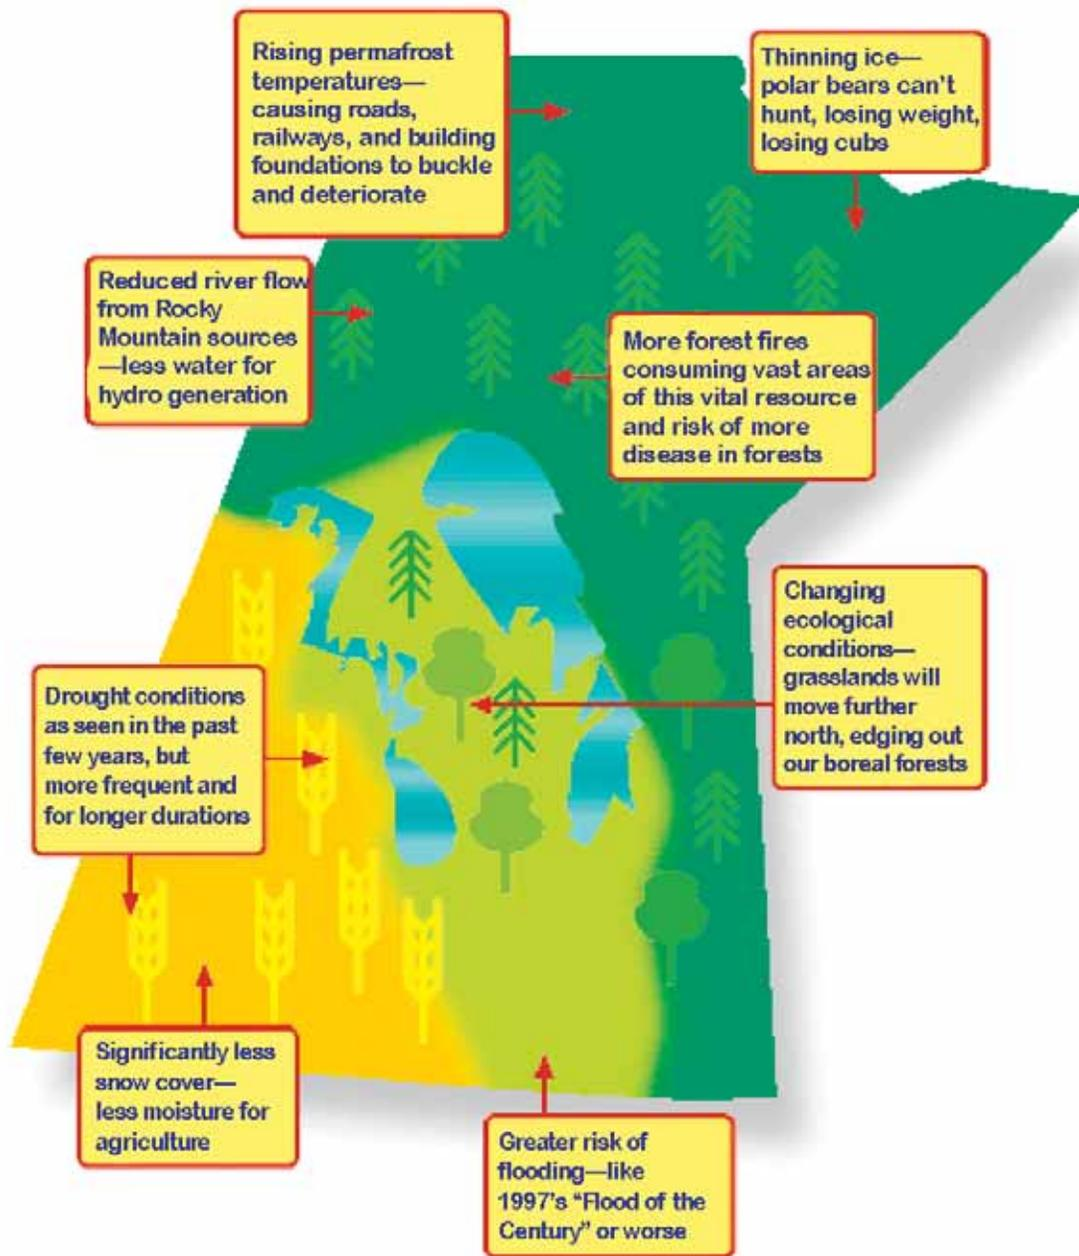 Rising permafrost
temperatures—
causing roads,
railways, and building
foundations to buckle
and deteriorate
Thinning ice—
polar bears can't
hunt, losing weight,
losing cubs
Reduced river flow
from Rocky
Mountain sources
—less water for
hydro generation
More forest fires
consuming vast areas
of this vital resource
and risk of more
disease in forests
Changing
ecological
conditions—
grasslands will
move further
north, edging out
our boreal forests
Drought conditions
as seen in the past
few years, but
more frequent and
for longer durations
Significantly less
snow cover—
less moisture for
agriculture
Greater risk of
flooding—like
1997's “Flood of the
Century” or worse